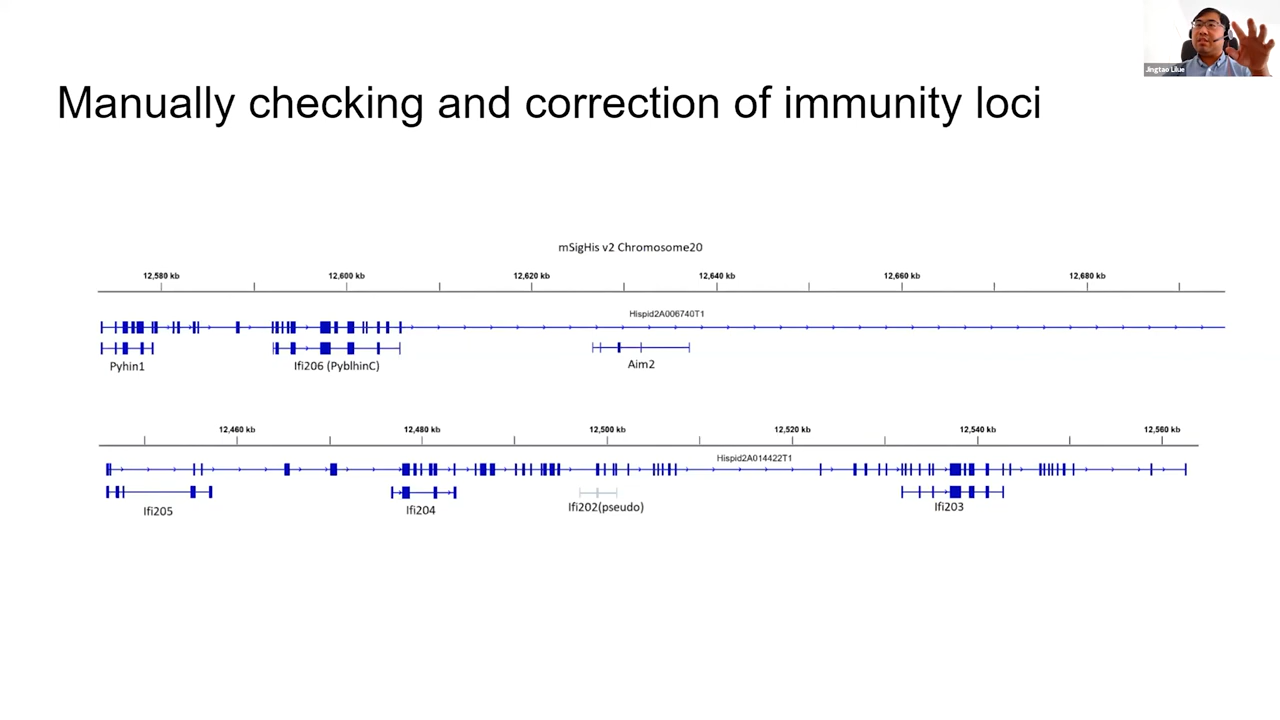 Jingtao Lilue
Manually checking and correction of immunity loci
mSigHis v2 Chromosome20
12,580 kb 12,600 kb 12,620 kb 12,640 kb 12,660 kb 12,680 kb
Hispid2A006740T1
Pyhin1 Ifi206 (PyblhinC) Aim2
12,460 kb 12,480 kb 12,500 kb 12,520 kb 12,540 kb 12,560 kb
Hispid2A014422T1
Ifi205 Ifi204 Ifi202(pseudo) Ifi203